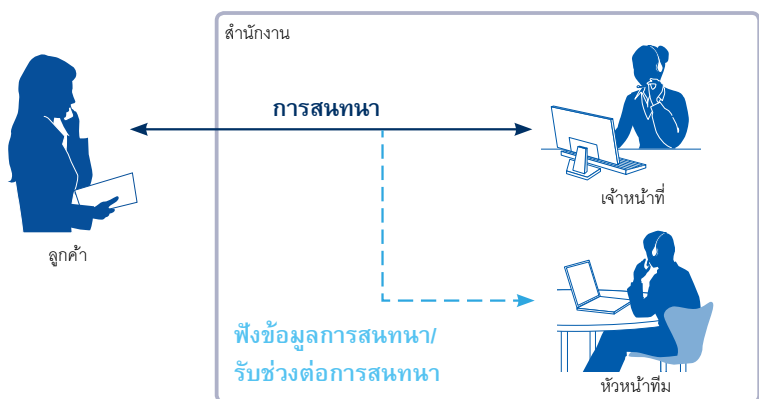 สำนักงาน
การสนทนา
เจ้าหน้าที่
ลูกค้า
ฟังข้อมูลการสนทนา/
รับช่วงต่อการสนทนา
หัวหน้าทีม